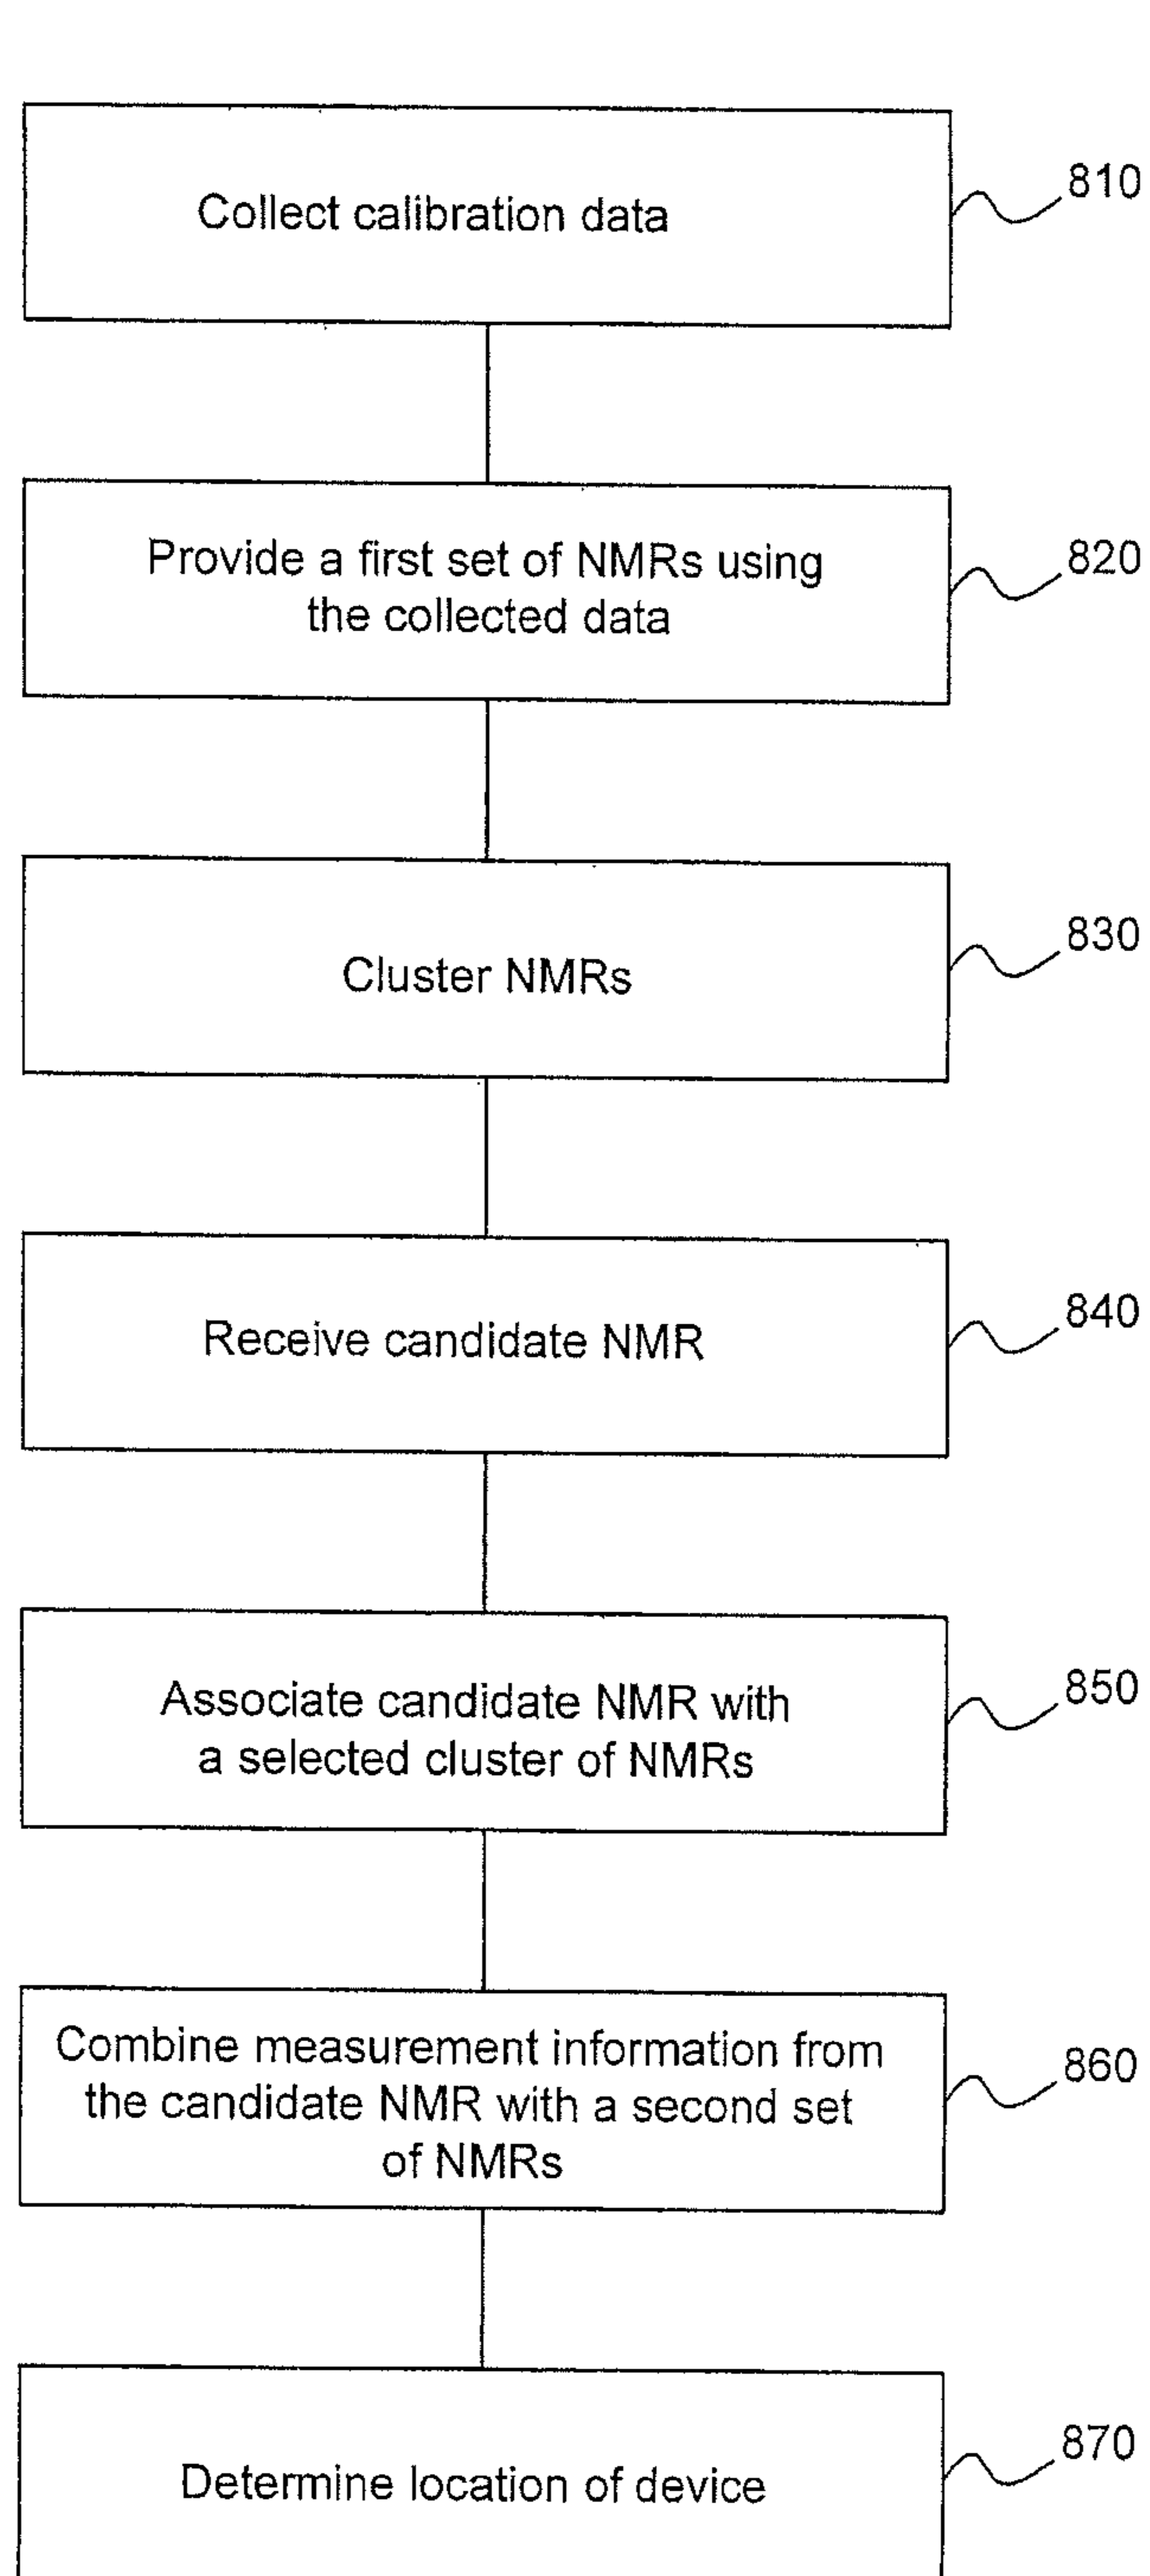 Collect calibration data
810
Provide a first set of NMRs using
the collected data
820
Cluster NMRs
830
Receive candidate NMR
840
Associate candidate NMR with
a selected cluster of NMRs
850
Combine measurement information from
the candidate NMR with a second set
of NMRs
860
Determine location of device
870